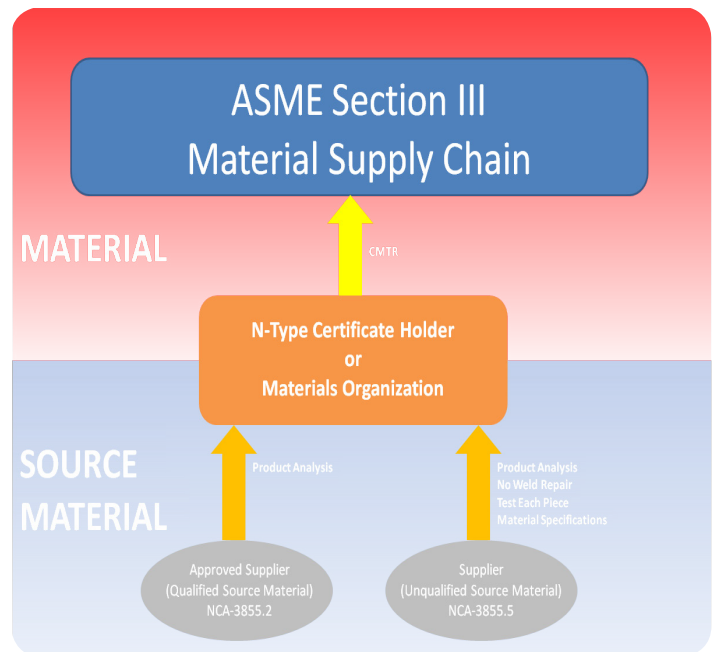 ASME Section III
Material Supply Chain
MATERIAL
CMTR
N-Type Certificate Holder
or
Materials Organization
SOURCE
MATERIAL
Product Analysis
Product Analysis
No Weld Repair
Test Each Piece
Material Specifications
Approved Supplier
(Qualified Source Material)
NCA-3855.2
Supplier
(Unqualified Source Material)
NCA-3855.5